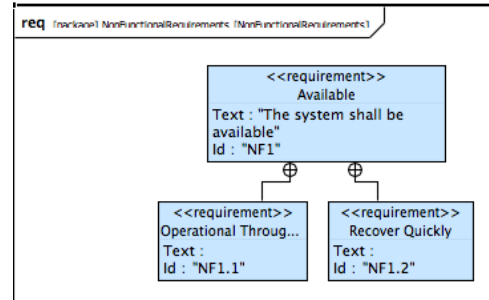 req [package] NonFunctionalRequirements [NonFunctionalRequirements]
<<requirement>>
Available
Text : "The system shall be
available"
Id : "NF1"
<<requirement>>
Operational Throug...
Text :
Id : "NF1.1"
<<requirement>>
Recover Quickly
Text :
Id : "NF1.2"